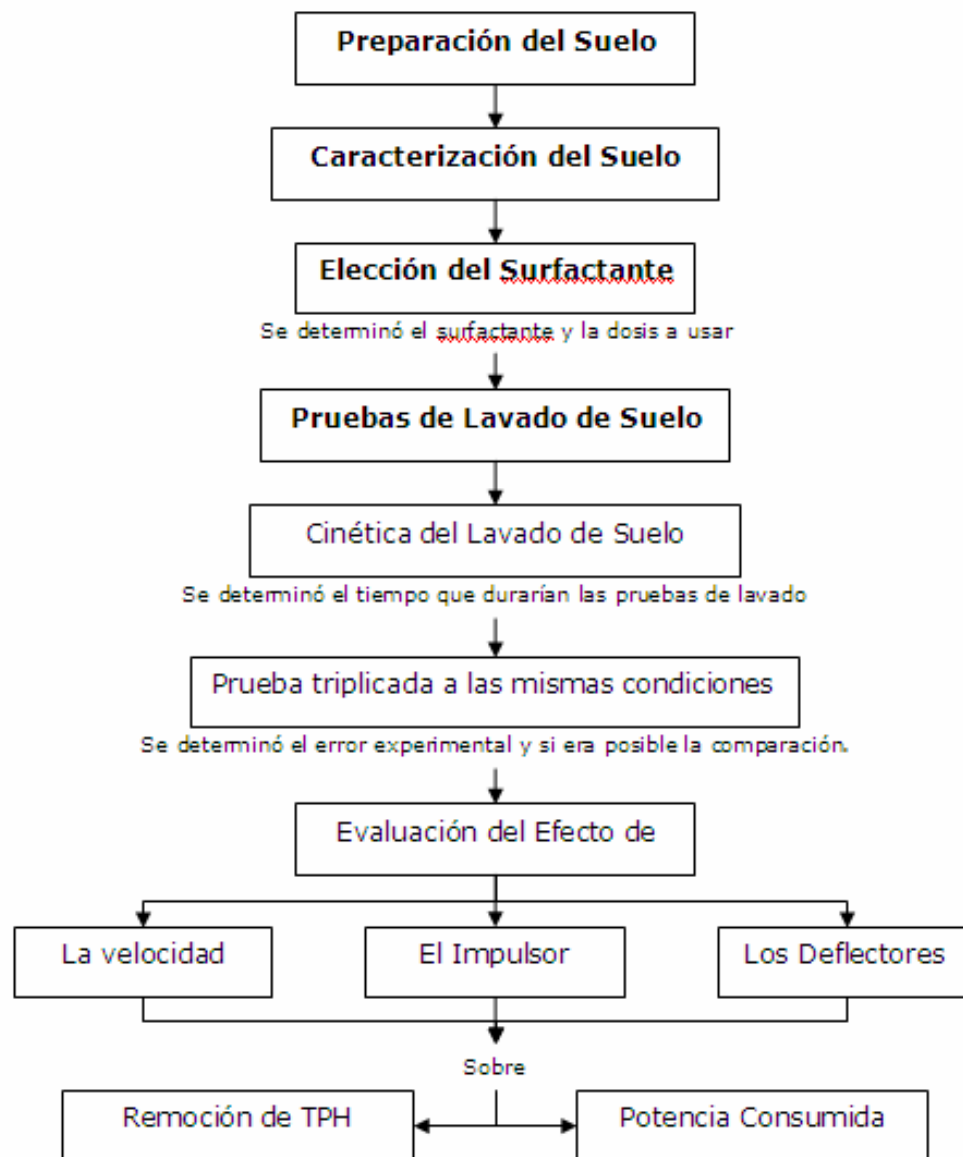 Preparación del Suelo
Caracterización del Suelo
Elección del Surfactante
Se determinó el surfactante y la dosis a usar
Pruebas de Lavado de Suelo
Cinética del Lavado de Suelo
Se determinó el tiempo que durarían las pruebas de lavado
Prueba triplicada a las mismas condiciones
Se determinó el error experimental y si era posible la comparación.
Evaluación del Efecto de
La velocidad
El Impulsor
Los Deflectores
Sobre
Remoción de TPH
Potencia Consumida